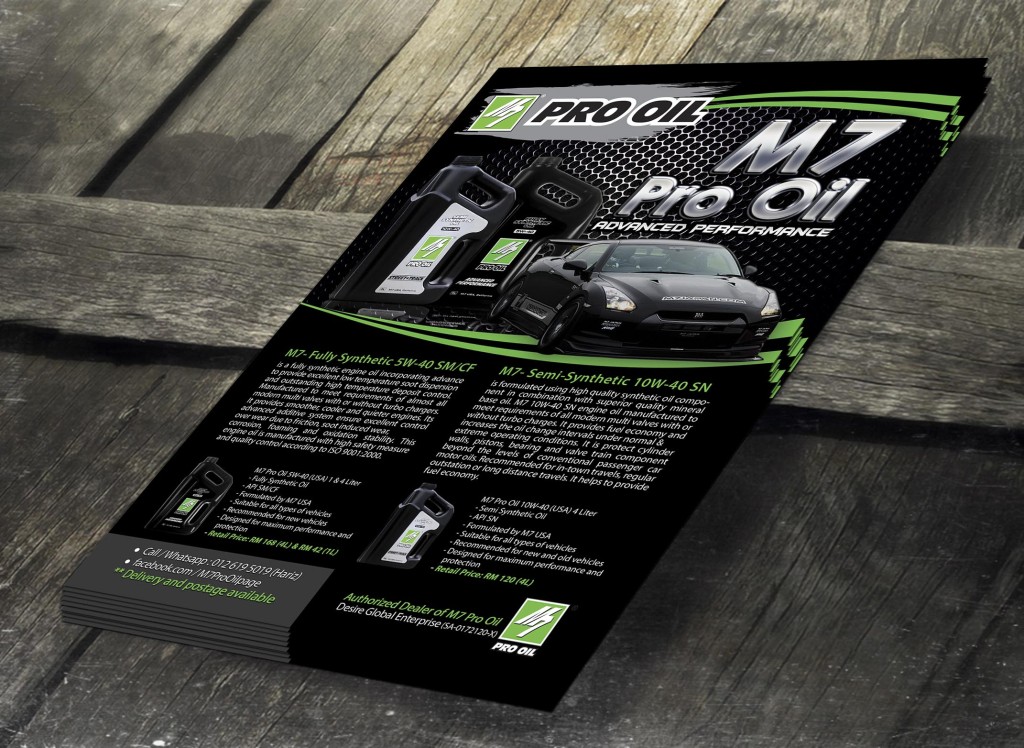 PRO OIL
M7
Pro Oil
ADVANCED PERFORMANCE
10W-40
PRO OIL
STREET TRACK
PRO OIL
ADVANCED
PERFORMANCE
M7- Fully Synthetic 5W-40 SM/CF
is a fully synthetic engine oil incorporating advance
to provide excellent low temperature soot dispersion
and outstanding high temperature deposit control
Manufactured to meet requirements of almost all
modern multi valves with or without turbo chargers.
It provides smoother, cooler and quieter engines. Its
advanced additive system ensure excellent control
over wear due to friction, soot induced wear,
corrosion, foaming and oxidation stability. This
engine oil is manufactured with high safety measure
and quality control according to ISO 9001:2000.
M7- Semi-Synthetic 10W-40 SN
is formulated using high quality synthetic oil compo-
nent in combination with superior quality mineral
base oil. M7 10W-40 SN engine oil manufactured to
meet requirements of all modern multi valves with or
without turbo charges. It provides fuel economy and
increases the oil change intervals under normal &
extreme operating conditions. It is protect cylinder
walls, pistons, bearing and valve train component
beyond the levels of conventional passenger car
motor oils. Recommended for in-town travels, regular
outstation or long distance travels. It helps to provide
fuel economy.
M7 Pro Oil 5W-40 (USA) 1 & 4 Liter
- Fully Synthetic Oil
- API SM/CF
- Formulated by M7 USA
- Suitable for all types of vehicles
- Recommended for new vehicles
- Designed for maximum performance and
protection
- Retail Price: RM 168 (4L) & RM 42 (1L)
M7 Pro Oil 10W-40 (USA) 4 Liter
- Semi Synthetic Oil
- API SN
- Formulated by M7 USA
- Suitable for all types of vehicles
- Recommended for new and old vehicles
- Designed for maximum performance and
protection
- Retail Price: RM 120 (4L)
• Call / Whatsapp : 012 619 5019 (Hariz)
• facebook.com / M7ProOilpage
** Delivery and postage available
Authorized Dealer of M7 Pro Oil
Desire Global Enterprise (SA-0172120-X)
PRO OIL